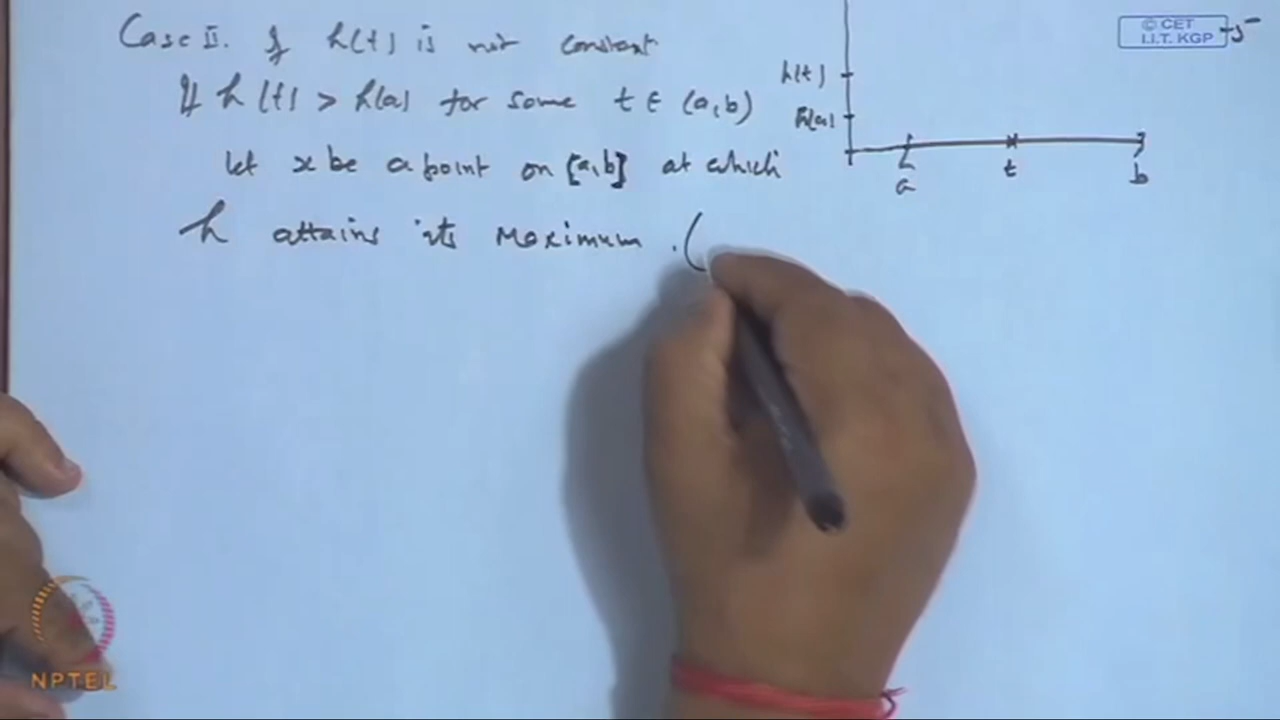 Case II. If h(t) is not constant
If h(t) > h(a) for some t ∈ (a,b)
let x be a point on [a,b] at which
h attains its maximum. (
h(t)
h(a)
a t b
© CET
I.I.T. KGP
NPTEL